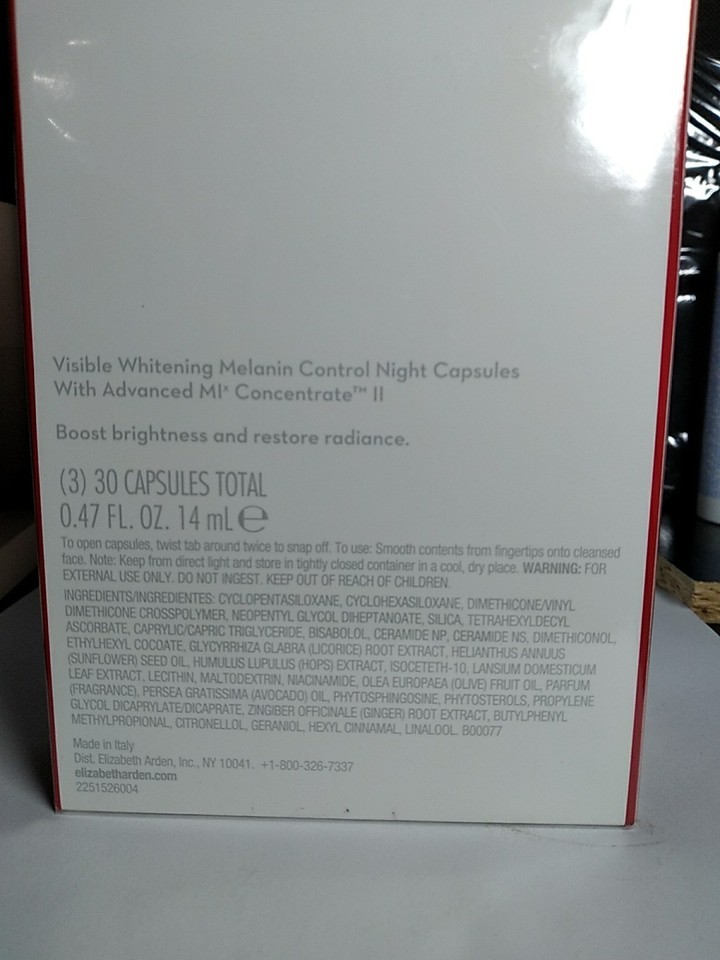 Visible Whitening Melanin Control Night Capsules
With Advanced MIˣ Concentrate™ II
Boost brightness and restore radiance.
(3) 30 CAPSULES TOTAL
0.47 FL. OZ. 14 mL ℮
To open capsules, twist tab around twice to snap off. To use: Smooth contents from fingertips onto cleansed
face. Note: Keep from direct light and store in tightly closed container in a cool, dry place. WARNING: FOR
EXTERNAL USE ONLY. DO NOT INGEST. KEEP OUT OF REACH OF CHILDREN.
INGREDIENTS/INGREDIENTES: CYCLOPENTASILOXANE, CYCLOHEXASILOXANE, DIMETHICONE/VINYL
DIMETHICONE CROSSPOLYMER, NEOPENTYL GLYCOL DIHEPTANOATE, SILICA, TETRAHEXYLDECYL
ASCORBATE, CAPRYLIC/CAPRIC TRIGLYCERIDE, BISABOLOL, CERAMIDE NP, CERAMIDE NS, DIMETHICONOL,
ETHYLHEXYL COCOATE, GLYCYRRHIZA GLABRA (LICORICE) ROOT EXTRACT, HELIANTHUS ANNUUS
(SUNFLOWER) SEED OIL, HUMULUS LUPULUS (HOPS) EXTRACT, ISOCETETH-10, LANSIUM DOMESTICUM
LEAF EXTRACT, LECITHIN, MALTODEXTRIN, NIACINAMIDE, OLEA EUROPAEA (OLIVE) FRUIT OIL, PARFUM
(FRAGRANCE), PERSEA GRATISSIMA (AVOCADO) OIL, PHYTOSPHINGOSINE, PHYTOSTEROLS, PROPYLENE
GLYCOL DICAPRYLATE/DICAPRATE, ZINGIBER OFFICINALE (GINGER) ROOT EXTRACT, BUTYLPHENYL
METHYLPROPIONAL, CITRONELLOL, GERANIOL, HEXYL CINNAMAL, LINALOOL. B00077
Made in Italy
Dist. Elizabeth Arden, Inc., NY 10041. +1-800-326-7337
elizabetharden.com
2251526004